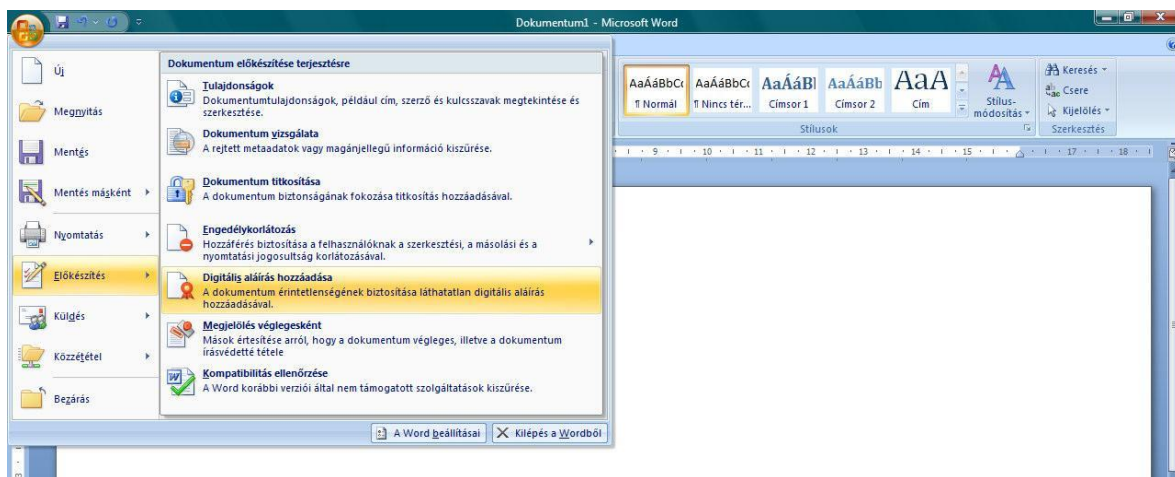 Dokumentum1 - Microsoft Word
Új
Megnyitás
Mentés
Mentés másként
Nyomtatás
Előkészítés
Küldés
Közzététel
Bezárás
Dokumentum előkészítése terjesztésre
Tulajdonságok
Dokumentumtulajdonságok, például cím, szerző és kulcsszavak megtekintése és
szerkesztése.
Dokumentum vizsgálata
A rejtett metaadatok vagy magánjellegű információ kiszűrése.
Dokumentum titkosítása
A dokumentum biztonságának fokozása titkosítás hozzáadásával.
Engedélykorlátozás
Hozzáférés biztosítása a felhasználóknak a szerkesztési, a másolási és a
nyomtatási jogosultság korlátozásával.
Digitális aláírás hozzáadása
A dokumentum érintetlenségének biztosítása láthatatlan digitális aláírás
hozzáadásával.
Megjelölés véglegesként
Mások értesítése arról, hogy a dokumentum végleges, illetve a dokumentum
írásvédetté tétele
Kompatibilitás ellenőrzése
A Word korábbi verziói által nem támogatott szolgáltatások kiszűrése.
A Word beállításai
Kilépés a Wordből
AaÁáBbCc AaÁáBbCc AaÁáBl AaÁáBb AaA
¶ Normál ¶ Nincs tér... Címsor 1 Címsor 2 Cím
Stílus-
módosítás
Stílusok
Keresés
Csere
Kijelölés
Szerkesztés
9 10 11 12 13 14 15 17 18